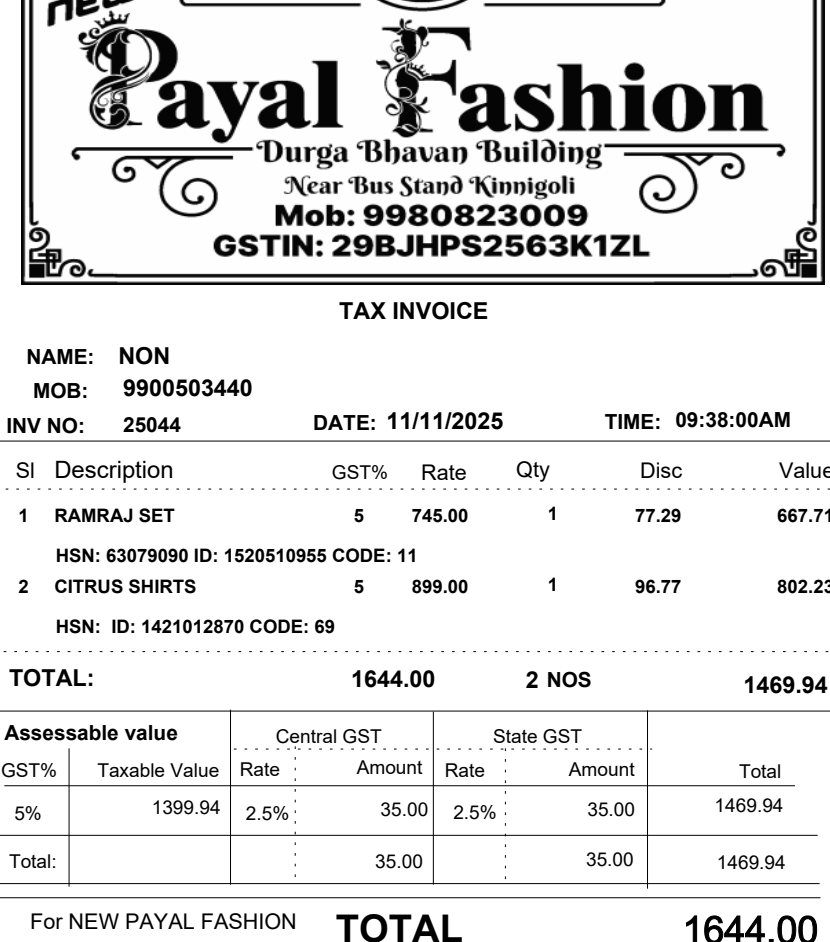 new
Payal Fashion
Durga Bhavan Building
Near Bus Stand Kinnigoli
Mob: 9980823009
GSTIN: 29BJHPS2563K1ZL
TAX INVOICE
NAME: NON
MOB: 9900503440
INV NO: 25044 DATE: 11/11/2025 TIME: 09:38:00AM
Sl Description GST% Rate Qty Disc Value
1 RAMRAJ SET 5 745.00 1 77.29 667.71
HSN: 63079090 ID: 1520510955 CODE: 11
2 CITRUS SHIRTS 5 899.00 1 96.77 802.23
HSN: ID: 1421012870 CODE: 69
TOTAL: 1644.00 2 NOS 1469.94
Assessable value Central GST State GST
GST% Taxable Value Rate Amount Rate Amount Total
5% 1399.94 2.5% 35.00 2.5% 35.00 1469.94
Total: 35.00 35.00 1469.94
For NEW PAYAL FASHION TOTAL 1644.00